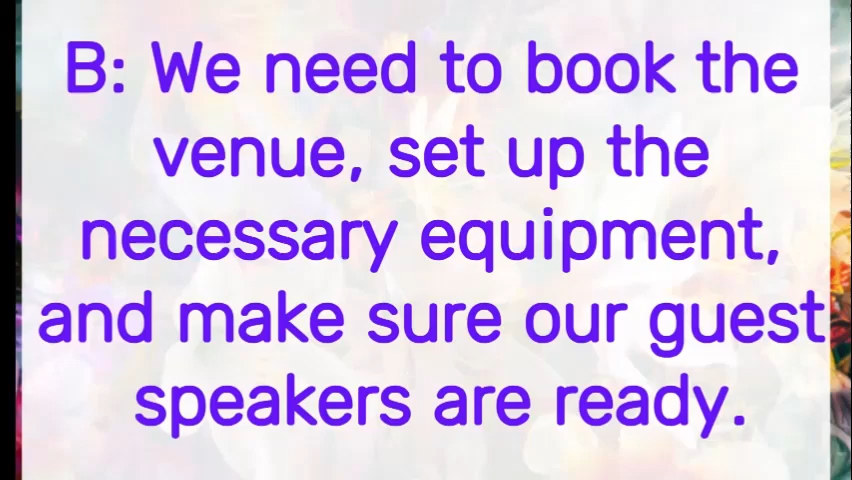 B: We need to book the
venue, set up the
necessary equipment,
and make sure our guest
speakers are ready.